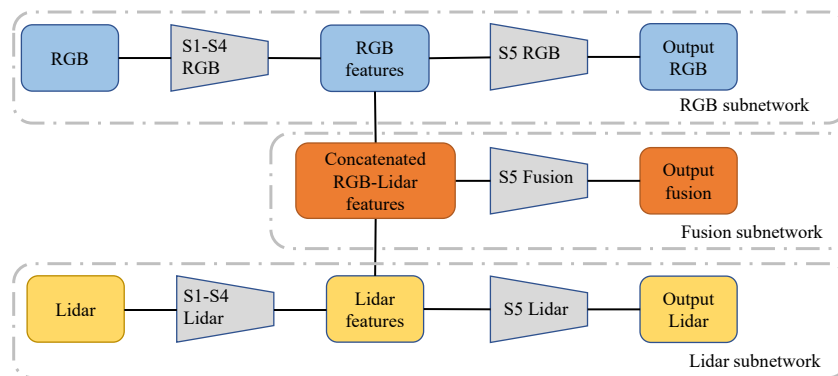 RGB
S1-S4
RGB
RGB
features
S5 RGB
Output
RGB
RGB subnetwork
Concatenated
RGB-Lidar
features
S5 Fusion
Output
fusion
Fusion subnetwork
Lidar
S1-S4
Lidar
Lidar
features
S5 Lidar
Output
Lidar
Lidar subnetwork